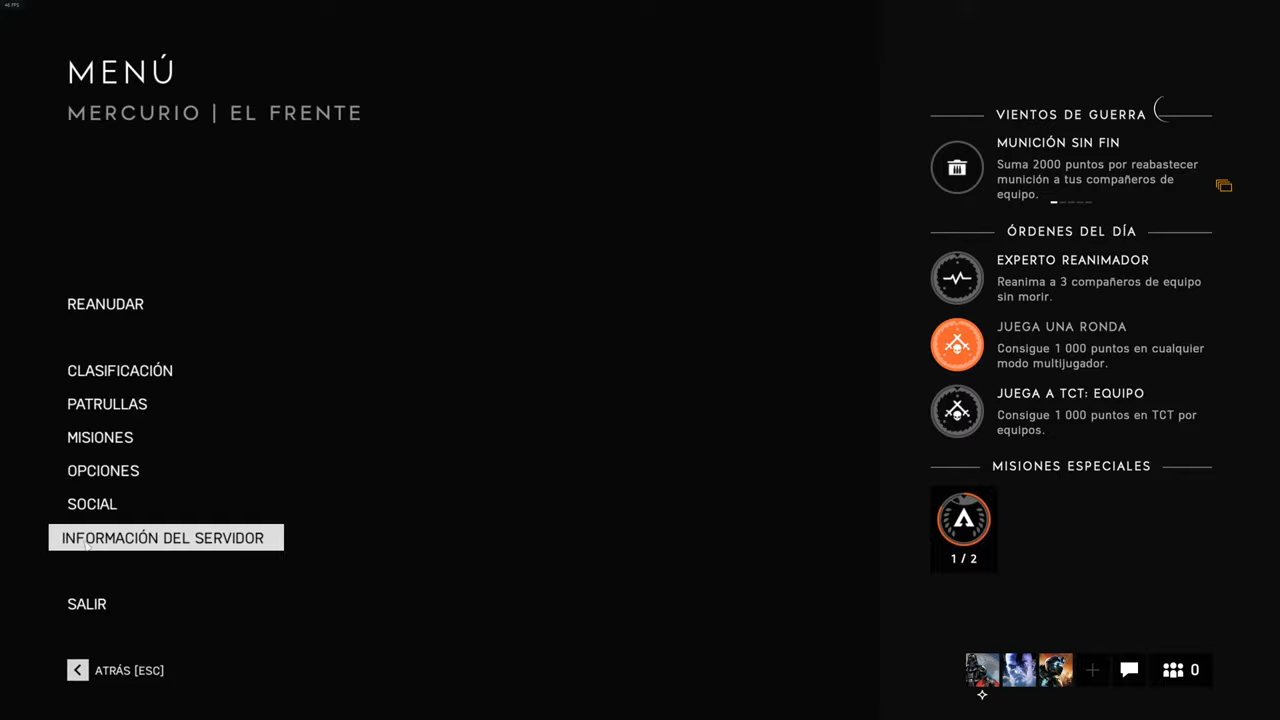 46 FPS
MENÚ
MERCURIO | EL FRENTE
REANUDAR
CLASIFICACIÓN
PATRULLAS
MISIONES
OPCIONES
SOCIAL
INFORMACIÓN DEL SERVIDOR
SALIR
ATRÁS [ESC]
VIENTOS DE GUERRA
MUNICIÓN SIN FIN
Suma 2000 puntos por reabastecer
munición a tus compañeros de
equipo.
ÓRDENES DEL DÍA
EXPERTO REANIMADOR
Reanima a 3 compañeros de equipo
sin morir.
JUEGA UNA RONDA
Consigue 1 000 puntos en cualquier
modo multijugador.
JUEGA A TCT: EQUIPO
Consigue 1 000 puntos en TCT por
equipos.
MISIONES ESPECIALES
1 / 2
0